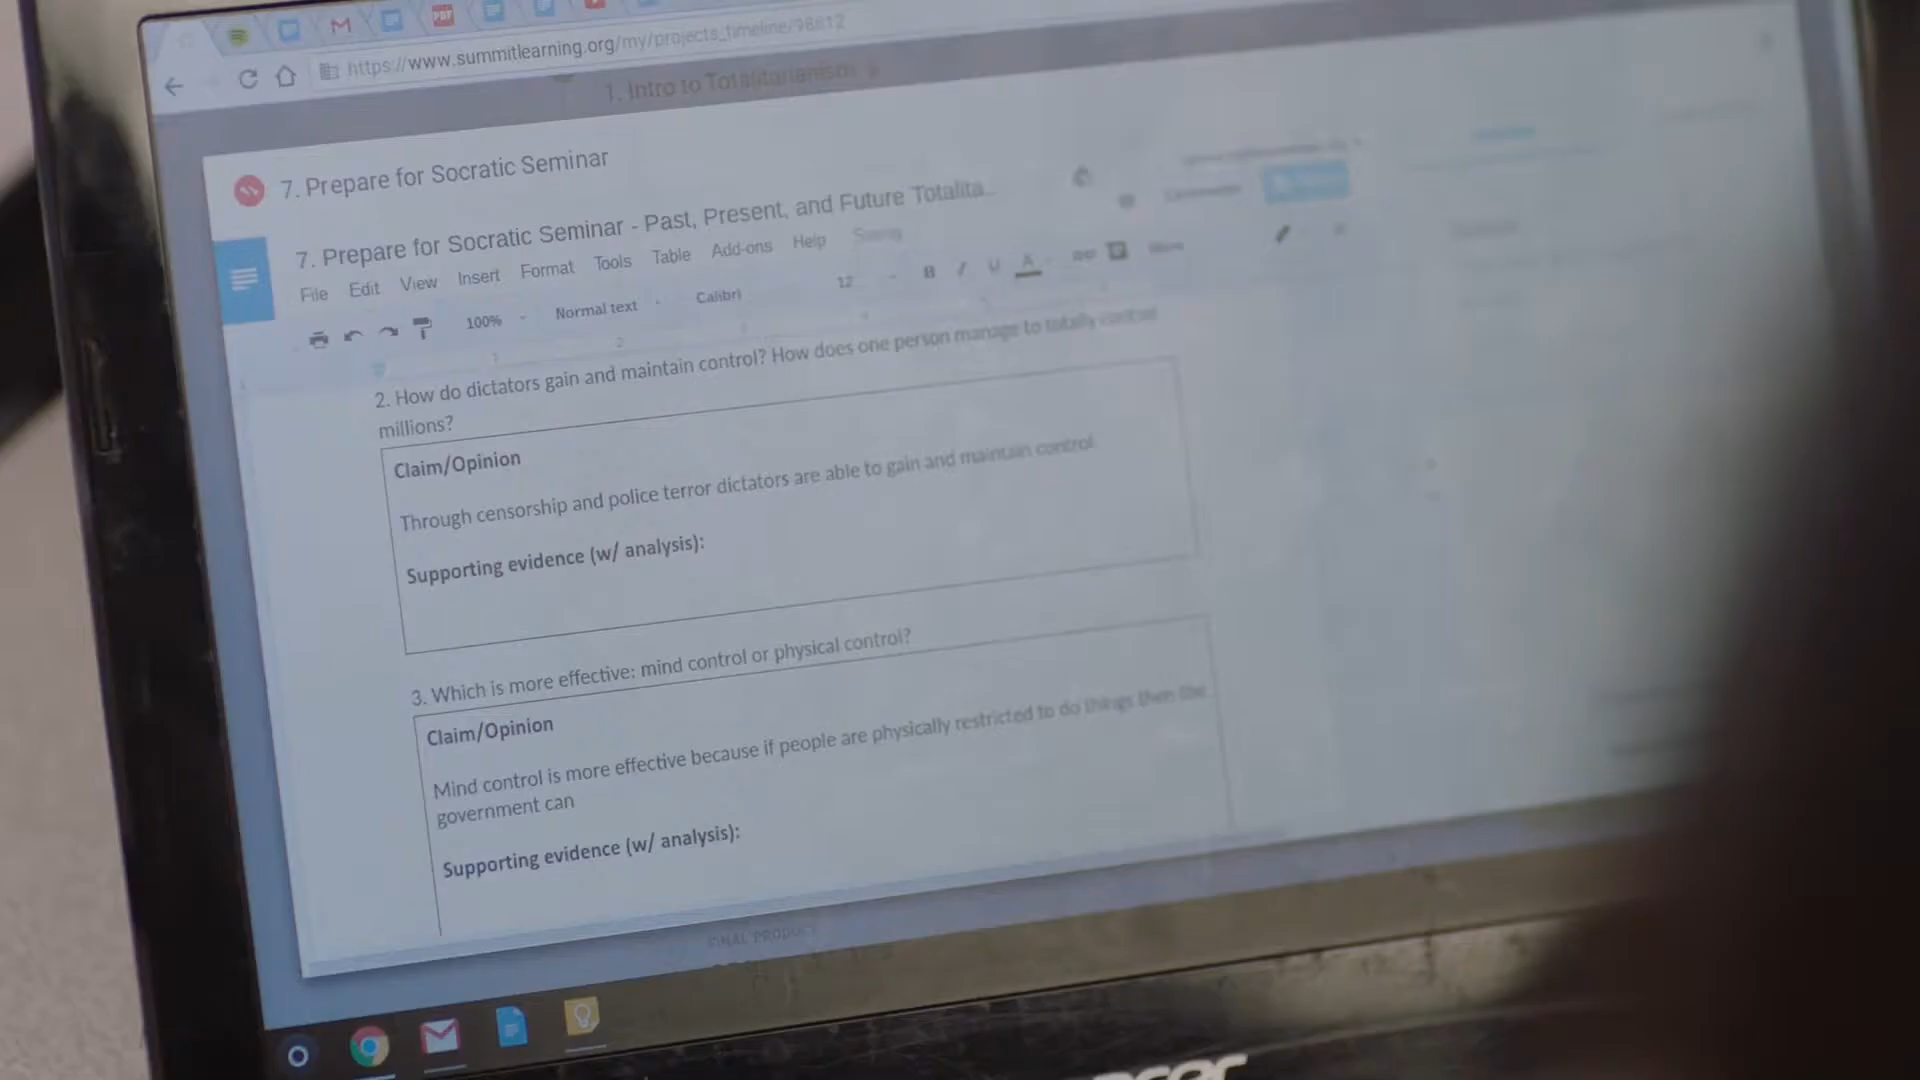 https://www.summitlearning.org/my/projects_timeline/98812
1. Intro to Totalitarianism
7. Prepare for Socratic Seminar
7. Prepare for Socratic Seminar - Past, Present, and Future Totalita...
File Edit View Insert Format Tools Table Add-ons Help
100% Normal text Calibri 12 B I U A
2. How do dictators gain and maintain control? How does one person manage to totally control
millions?
Claim/Opinion
Through censorship and police terror dictators are able to gain and maintain control.
Supporting evidence (w/ analysis):
3. Which is more effective: mind control or physical control?
Claim/Opinion
Mind control is more effective because if people are physically restricted to do things then the
government can
Supporting evidence (w/ analysis):
FINAL PRODUCT
acer